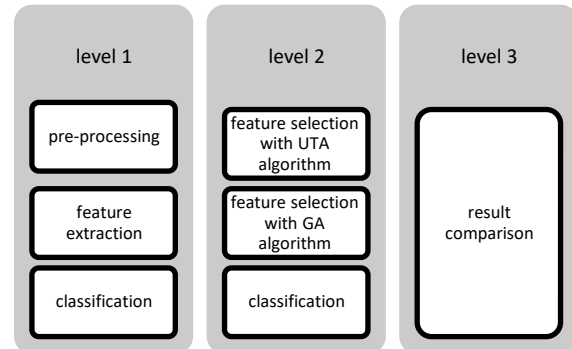 level 1
pre-processing
feature
extraction
classification
level 2
feature selection
with UTA
algorithm
feature selection
with GA
algorithm
classification
level 3
result
comparison